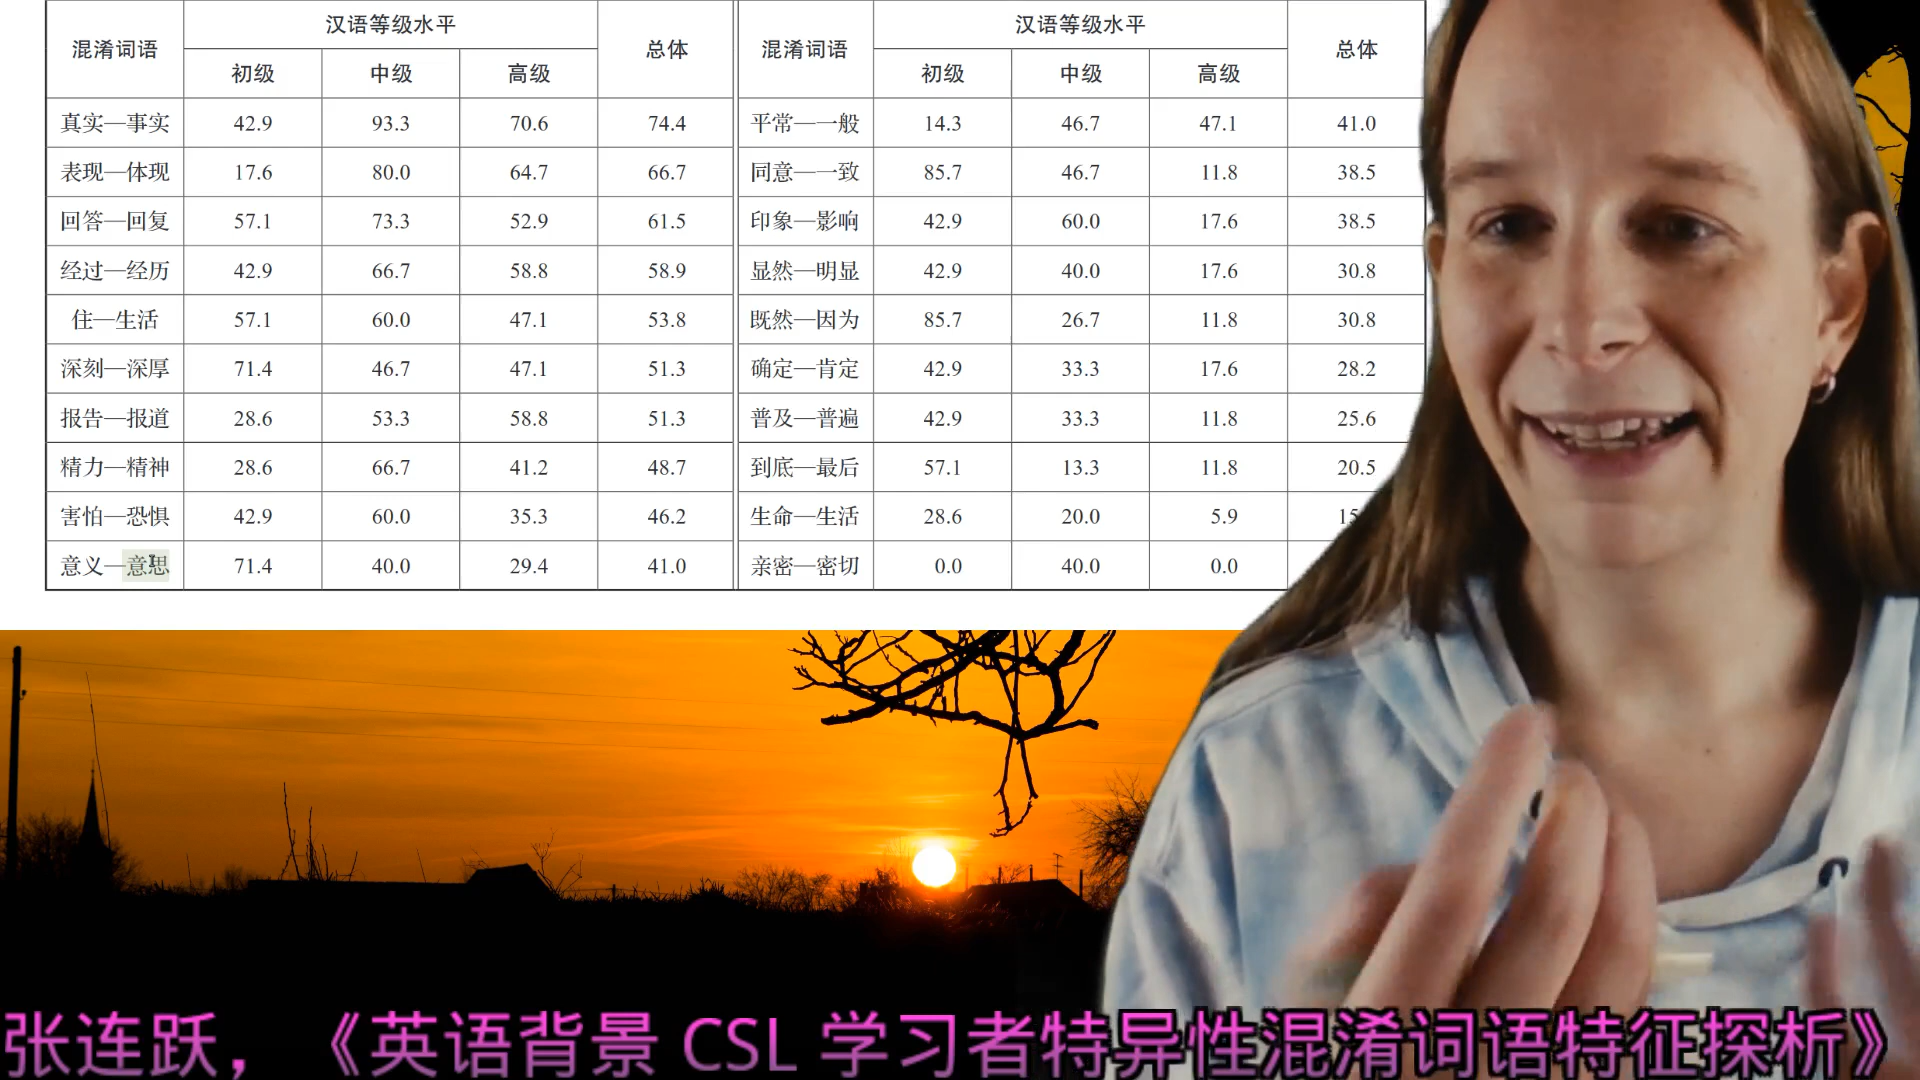 混淆词语 汉语等级水平 总体 混淆词语 汉语等级水平 总体
初级 中级 高级 初级 中级 高级
真实—事实 42.9 93.3 70.6 74.4 平常—一般 14.3 46.7 47.1 41.0
表现—体现 17.6 80.0 64.7 66.7 同意—一致 85.7 46.7 11.8 38.5
回答—回复 57.1 73.3 52.9 61.5 印象—影响 42.9 60.0 17.6 38.5
经过—经历 42.9 66.7 58.8 58.9 显然—明显 42.9 40.0 17.6 30.8
住—生活 57.1 60.0 47.1 53.8 既然—因为 85.7 26.7 11.8 30.8
深刻—深厚 71.4 46.7 47.1 51.3 确定—肯定 42.9 33.3 17.6 28.2
报告—报道 28.6 53.3 58.8 51.3 普及—普遍 42.9 33.3 11.8 25.6
精力—精神 28.6 66.7 41.2 48.7 到底—最后 57.1 13.3 11.8 20.5
害怕—恐惧 42.9 60.0 35.3 46.2 生命—生活 28.6 20.0 5.9
意义—意思 71.4 40.0 29.4 41.0 亲密—密切 0.0 40.0 0.0
张连跃，《英语背景 CSL 学习者特异性混淆词语特征探析》